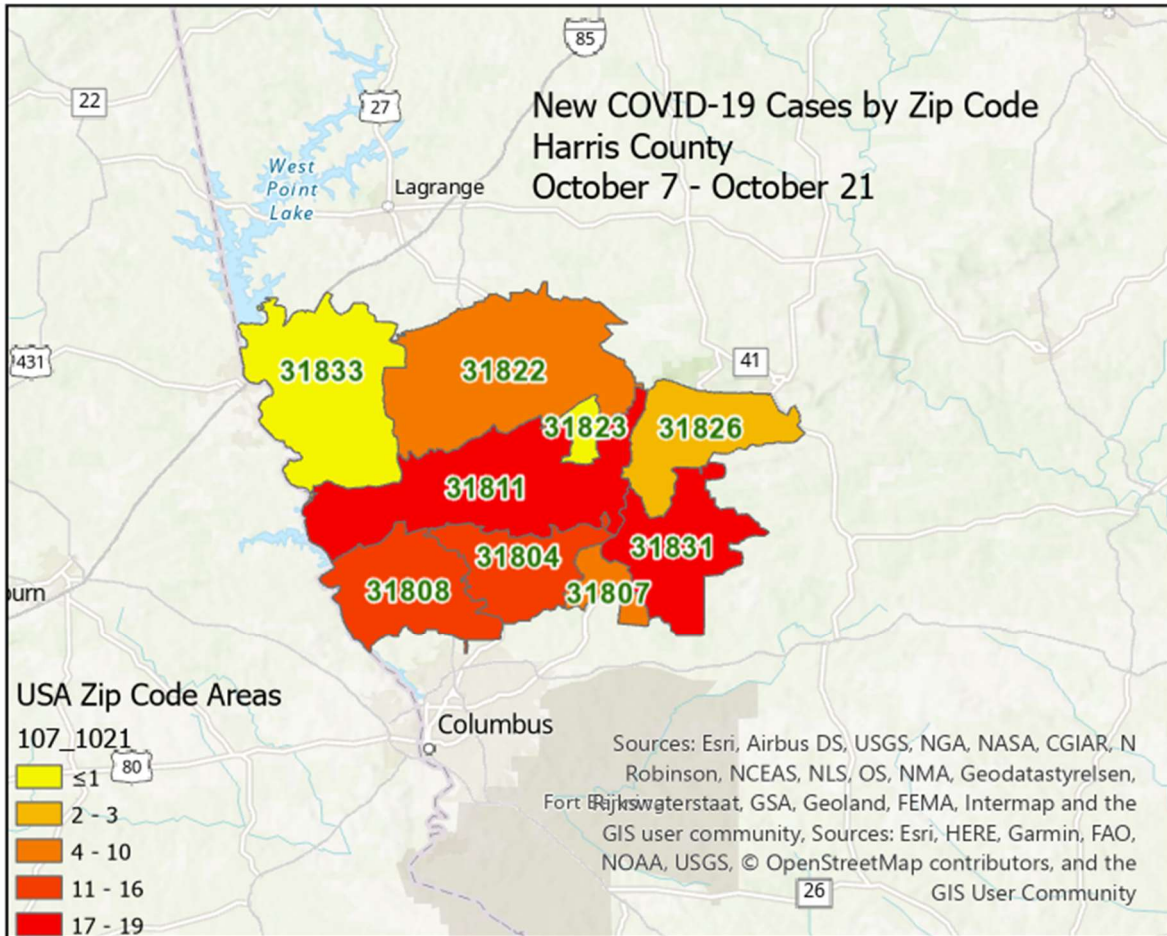 85
22
27
New COVID-19 Cases by Zip Code
Harris County
October 7 - October 21
West
Point
Lake
Lagrange
431
41
31833
31822
31823
31826
31811
31831
31804
31808
31807
urn
USA Zip Code Areas
107_1021
80
≤1
2 - 3
4 - 10
11 - 16
17 - 19
Columbus
Sources: Esri, Airbus DS, USGS, NGA, NASA, CGIAR, N
Robinson, NCEAS, NLS, OS, NMA, Geodatastyrelsen,
Fort
Rijkswaterstaat, GSA, Geoland, FEMA, Intermap and the
GIS user community, Sources: Esri, HERE, Garmin, FAO,
NOAA, USGS, © OpenStreetMap contributors, and the
GIS User Community
26